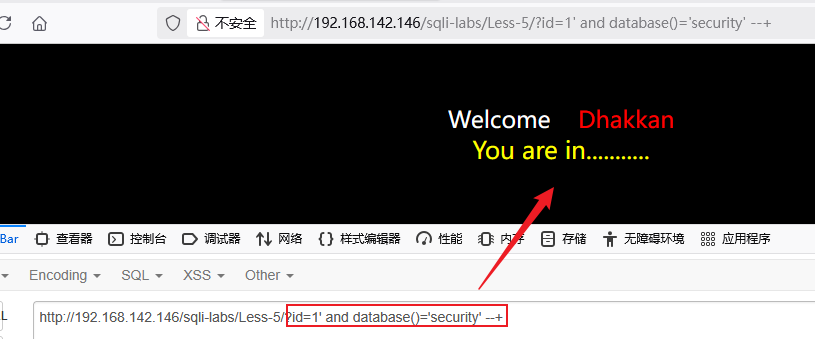 不安全 http://192.168.142.146/sqli-labs/Less-5/?id=1' and database()='security' --+
Welcome Dhakkan
You are in...........
Bar 查看器 控制台 调试器 网络 样式编辑器 性能 内存 存储 无障碍环境 应用程序
Encoding SQL XSS Other
L http://192.168.142.146/sqli-labs/Less-5/?id=1' and database()='security' --+